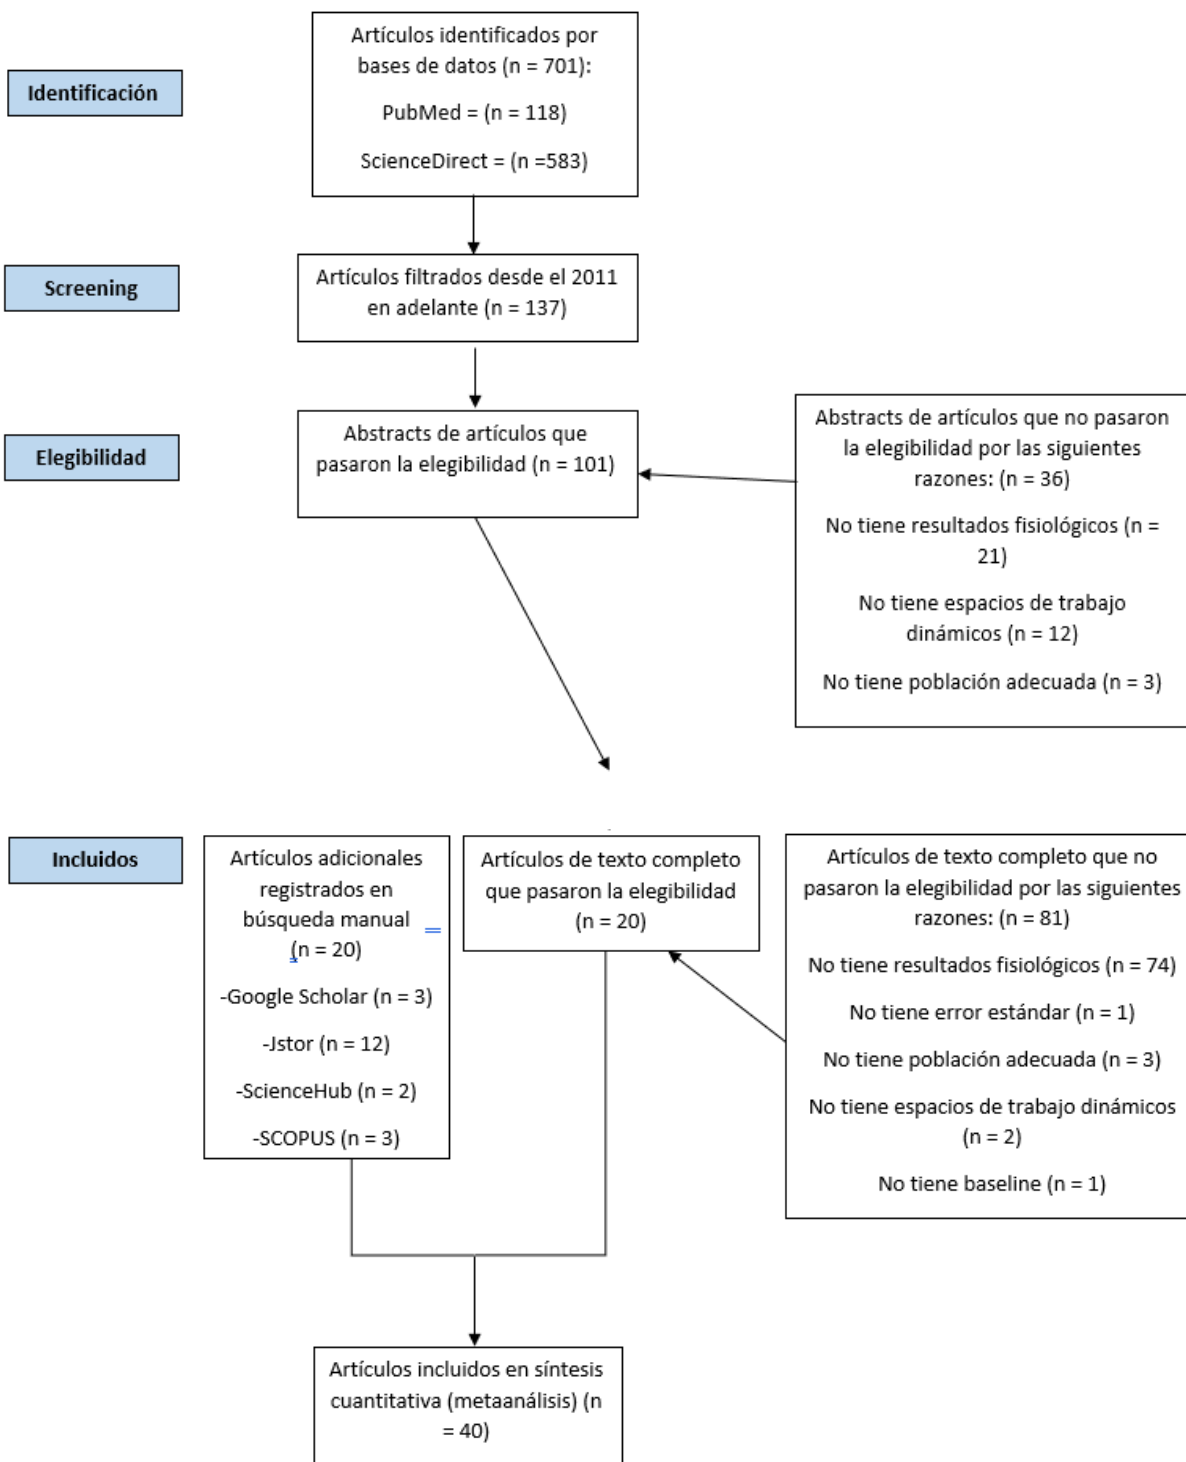 Identificación
Artículos identificados por
bases de datos (n = 701):
PubMed = (n = 118)
ScienceDirect = (n =583)
Screening
Artículos filtrados desde el 2011
en adelante (n = 137)
Elegibilidad
Abstracts de artículos que
pasaron la elegibilidad (n = 101)
Abstracts de artículos que no pasaron
la elegibilidad por las siguientes
razones: (n = 36)
No tiene resultados fisiológicos (n =
21)
No tiene espacios de trabajo
dinámicos (n = 12)
No tiene población adecuada (n = 3)
Incluidos
Artículos adicionales
registrados en
búsqueda manual
(n = 20)
-Google Scholar (n = 3)
-Jstor (n = 12)
-ScienceHub (n = 2)
-SCOPUS (n = 3)
Artículos de texto completo
que pasaron la elegibilidad
(n = 20)
Artículos de texto completo que no
pasaron la elegibilidad por las siguientes
razones: (n = 81)
No tiene resultados fisiológicos (n = 74)
No tiene error estándar (n = 1)
No tiene población adecuada (n = 3)
No tiene espacios de trabajo dinámicos
(n = 2)
No tiene baseline (n = 1)
Artículos incluidos en síntesis
cuantitativa (metaanálisis) (n
= 40)